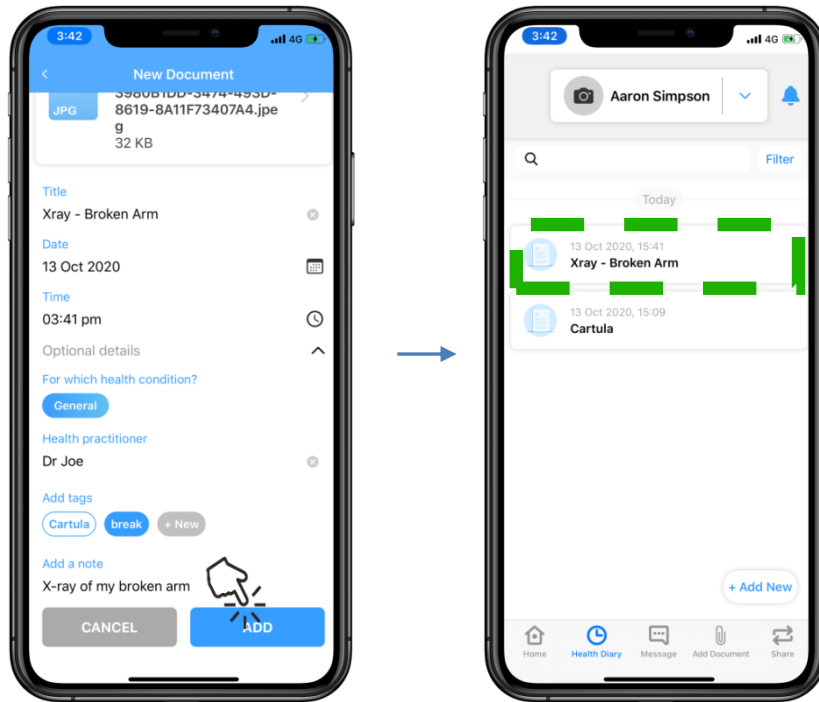 3:42
4G
New Document
JPG
3980B1DD-3474-493D-
8619-8A11F73407A4.jpe
g
32 KB
Title
Xray - Broken Arm
Date
13 Oct 2020
Time
03:41 pm
Optional details
For which health condition?
General
Health practitioner
Dr Joe
Add tags
Cartula break + New
Add a note
X-ray of my broken arm
CANCEL ADD
3:42
4G
Aaron Simpson
Filter
Today
13 Oct 2020, 15:41
Xray - Broken Arm
13 Oct 2020, 15:09
Cartula
+ Add New
Home Health Diary Message Add Document Share